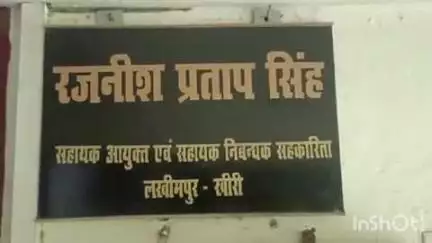 रजनीश प्रताप सिंह
सहायक आयुक्त एवं सहायक निबन्धक सहकारिता
लखीमपुर - खीरी
InShOt